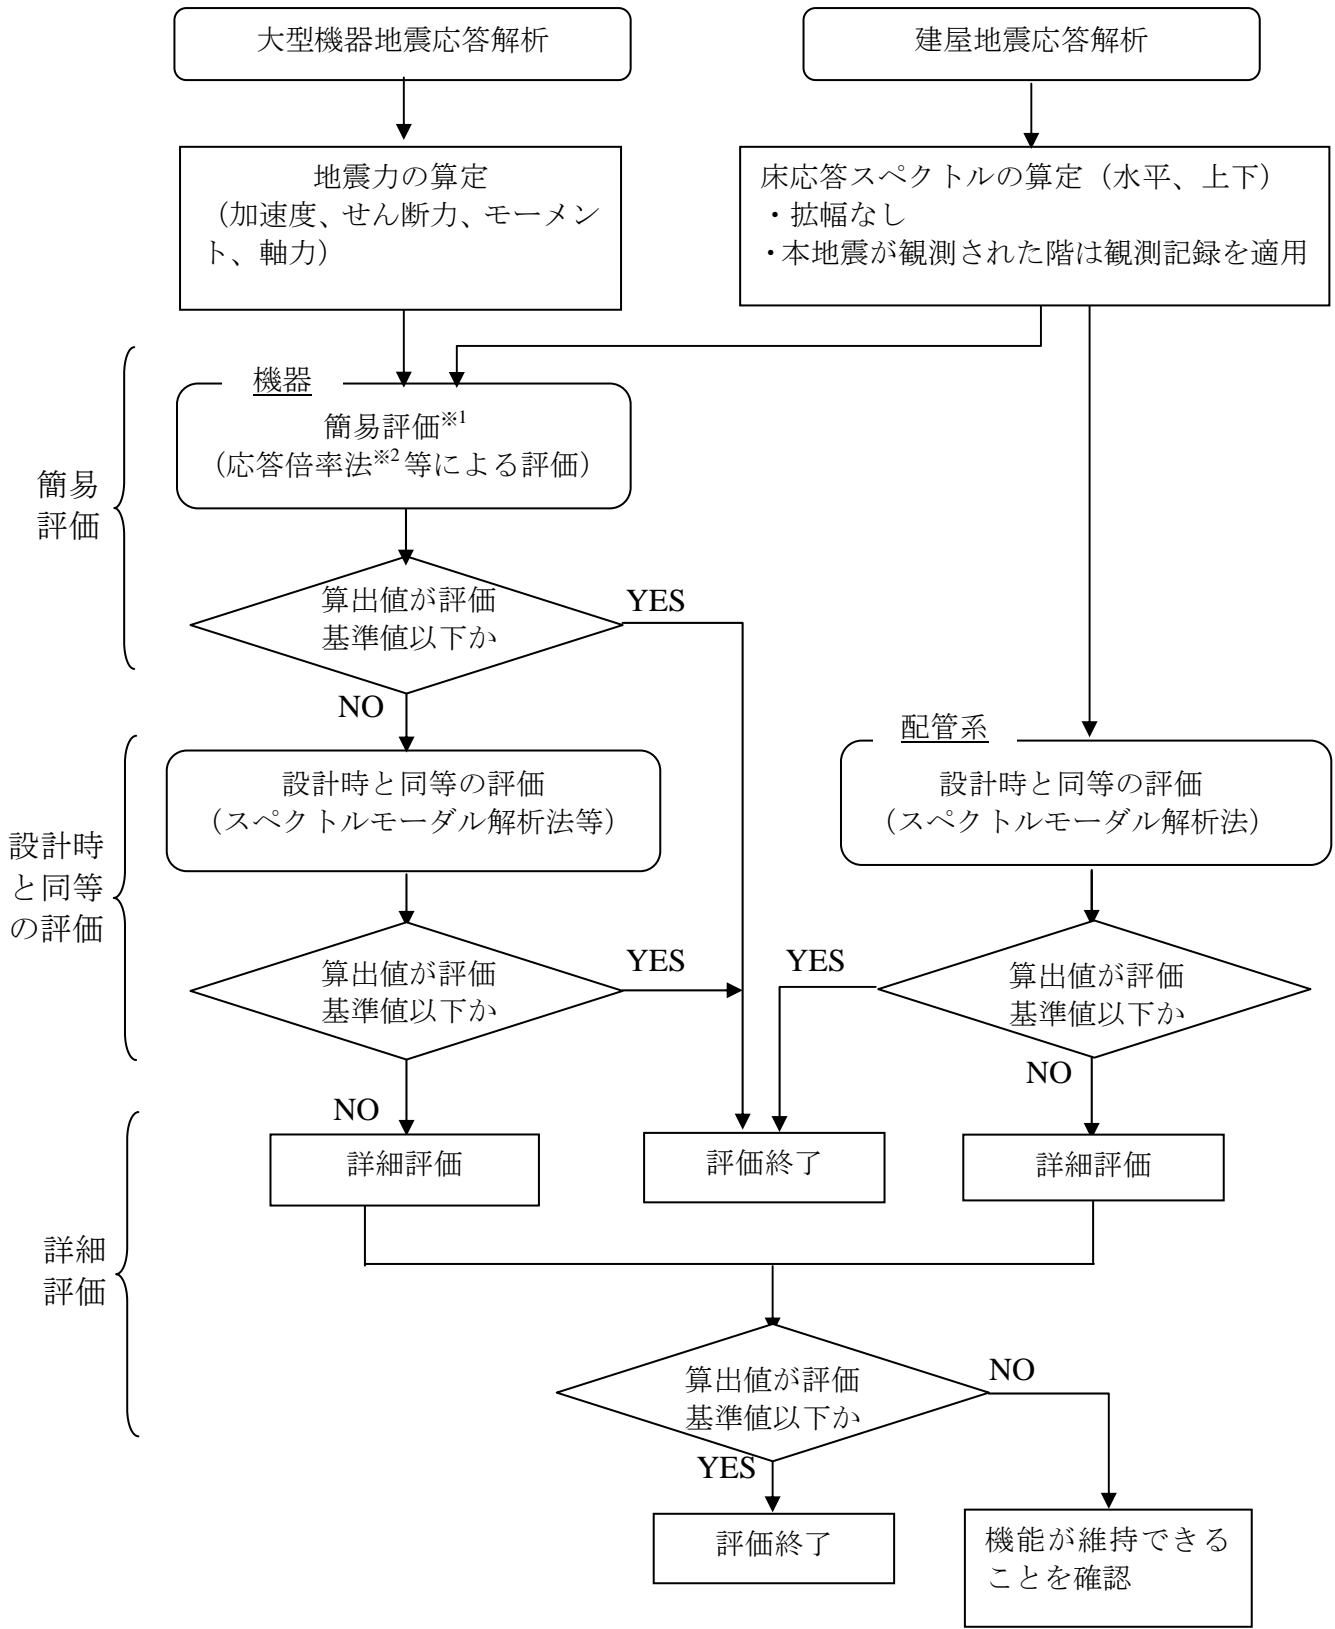 大型機器地震応答解析
建屋地震応答解析
地震力の算定
（加速度、せん断力、モーメン
ト、軸力）
床応答スペクトルの算定（水平、上下）
・拡幅なし
・本地震が観測された階は観測記録を適用
機器
簡易評価※1
（応答倍率法※2等による評価）
簡易
評価
算出値が評価
基準値以下か
YES
NO
配管系
設計時と同等の評価
（スペクトルモーダル解析法等）
設計時と同等の評価
（スペクトルモーダル解析法）
設計時
と同等
の評価
算出値が評価
基準値以下か
YES
YES
算出値が評価
基準値以下か
NO
NO
詳細評価
評価終了
詳細評価
詳細
評価
算出値が評価
基準値以下か
NO
YES
評価終了
機能が維持できる
ことを確認